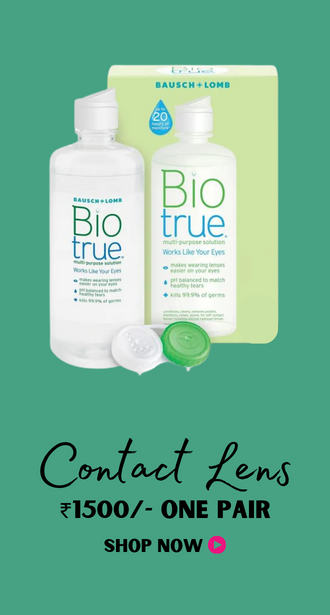 Bio
true
BAUSCH + LOMB
up to
20
hours of
moisture
Bio
true®
multi-purpose solution
Works Like Your Eyes
makes wearing lenses
easier on your eyes
pH balanced to match
healthy tears
kills 99.9% of germs
BAUSCH + LOMB
Bio
true®
multi-purpose solution
Works Like Your Eyes
makes wearing lenses
easier on your eyes
pH balanced to match
healthy tears
kills 99.9% of germs
Contact Lens
₹1500/- ONE PAIR
SHOP NOW